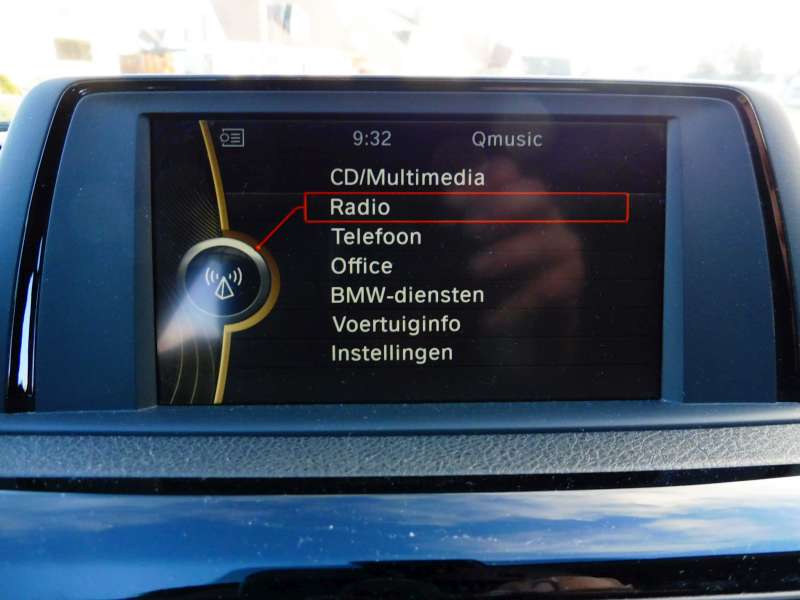 9:32 Qmusic
CD/Multimedia
Radio
Telefoon
Office
BMW-diensten
Voertuiginfo
Instellingen